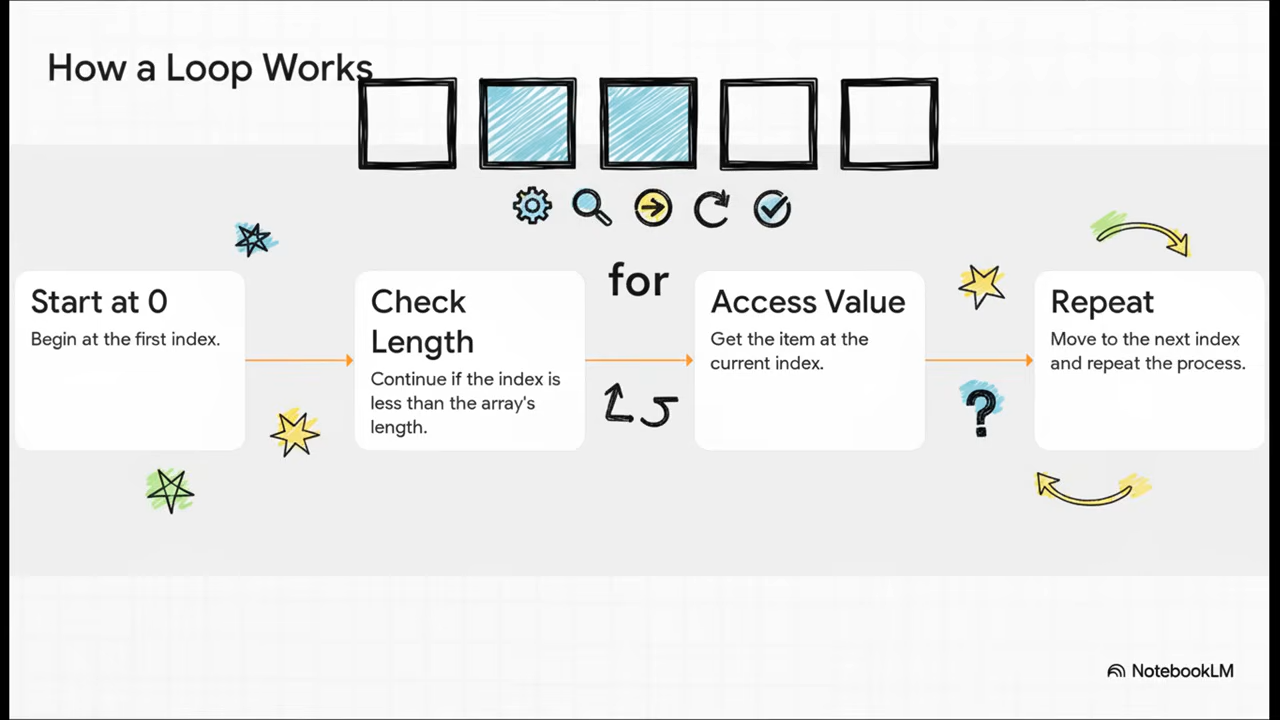 How a Loop Works
for
Start at 0
Begin at the first index.
Check
Length
Continue if the index is
less than the array's
length.
Access Value
Get the item at the
current index.
Repeat
Move to the next index
and repeat the process.
?
NotebookLM